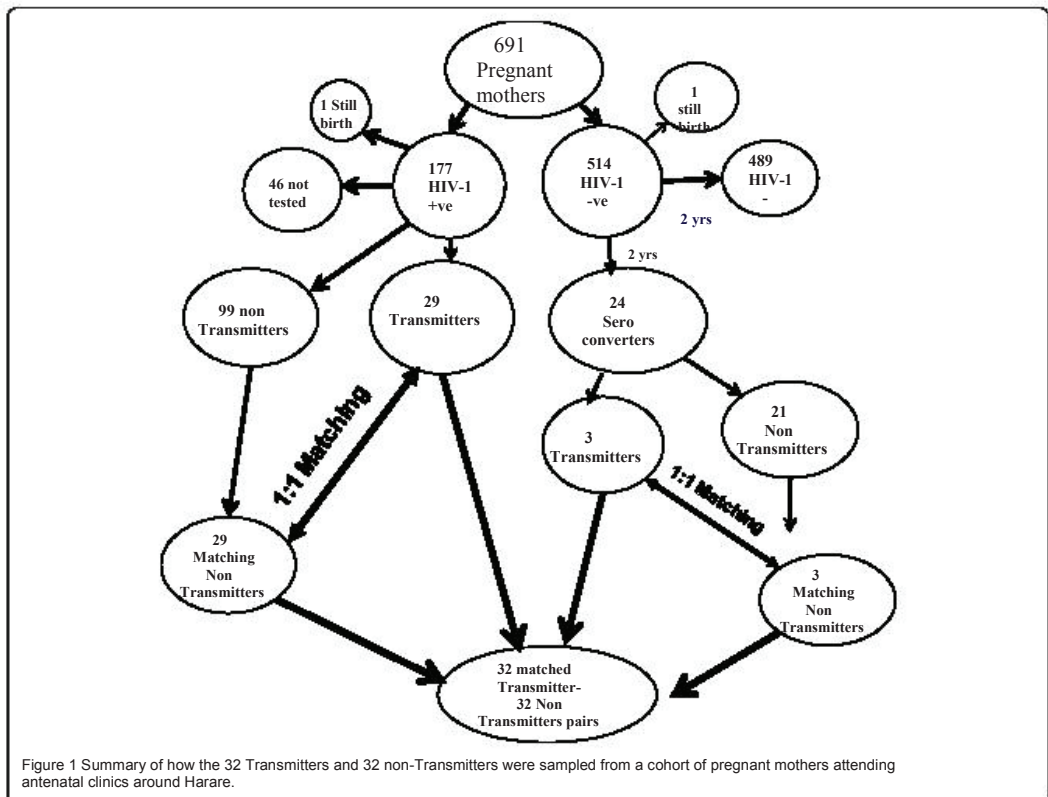 691
Pregnant
mothers
1 Still
birth
1
still
birth
177
HIV-1
+ve
514
HIV-1
-ve
489
HIV-1
-
46 not
tested
2 yrs
2 yrs
99 non
Transmitters
29
Transmitters
24
Sero
converters
1:1 Matching
3
Transmitters
21
Non
Transmitters
1:1 Matching
29
Matching
Non
Transmitters
3
Matching
Non
Transmitters
32 matched
Transmitter-
32 Non
Transmitters pairs
Figure 1 Summary of how the 32 Transmitters and 32 non-Transmitters were sampled from a cohort of pregnant mothers attending
antenatal clinics around Harare.